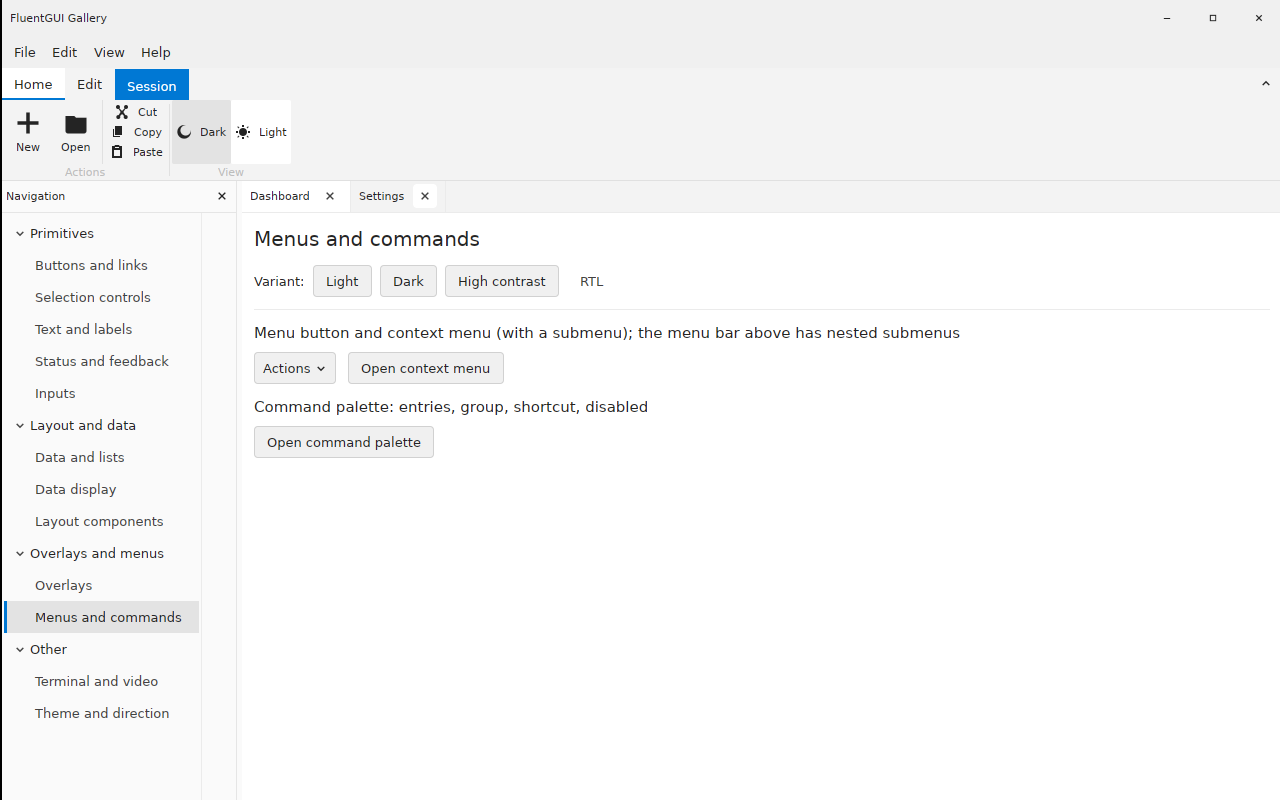 FluentGUI Gallery
File Edit View Help
Home Edit Session
New Open Cut Copy Paste Dark Light
Actions View
Navigation
Dashboard Settings
Primitives
Buttons and links
Selection controls
Text and labels
Status and feedback
Inputs
Layout and data
Data and lists
Data display
Layout components
Overlays and menus
Overlays
Menus and commands
Other
Terminal and video
Theme and direction
Menus and commands
Variant: Light Dark High contrast RTL
Menu button and context menu (with a submenu); the menu bar above has nested submenus
Actions Open context menu
Command palette: entries, group, shortcut, disabled
Open command palette